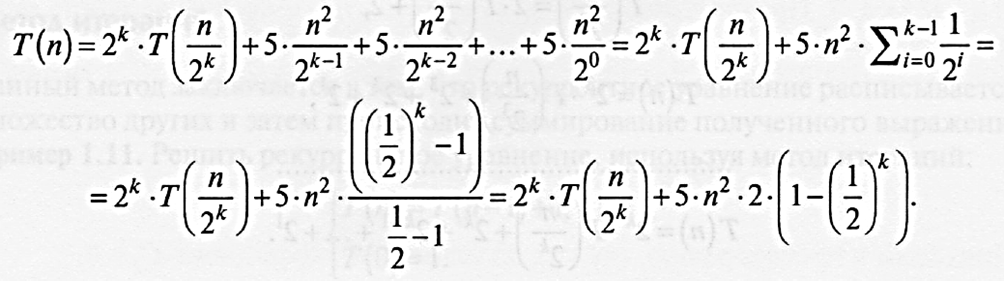 T(n) = 2^k · T(n/2^k) + 5 · n^2/2^{k-1} + 5 · n^2/2^{k-2} + ... + 5 · n^2/2^0 = 2^k · T(n/2^k) + 5 · n^2 · ∑_{i=0}^{k-1} 1/2^i =
= 2^k · T(n/2^k) + 5 · n^2 · ((1/2)^k - 1)/(1/2 - 1) = 2^k · T(n/2^k) + 5 · n^2 · 2 · (1 - (1/2)^k).